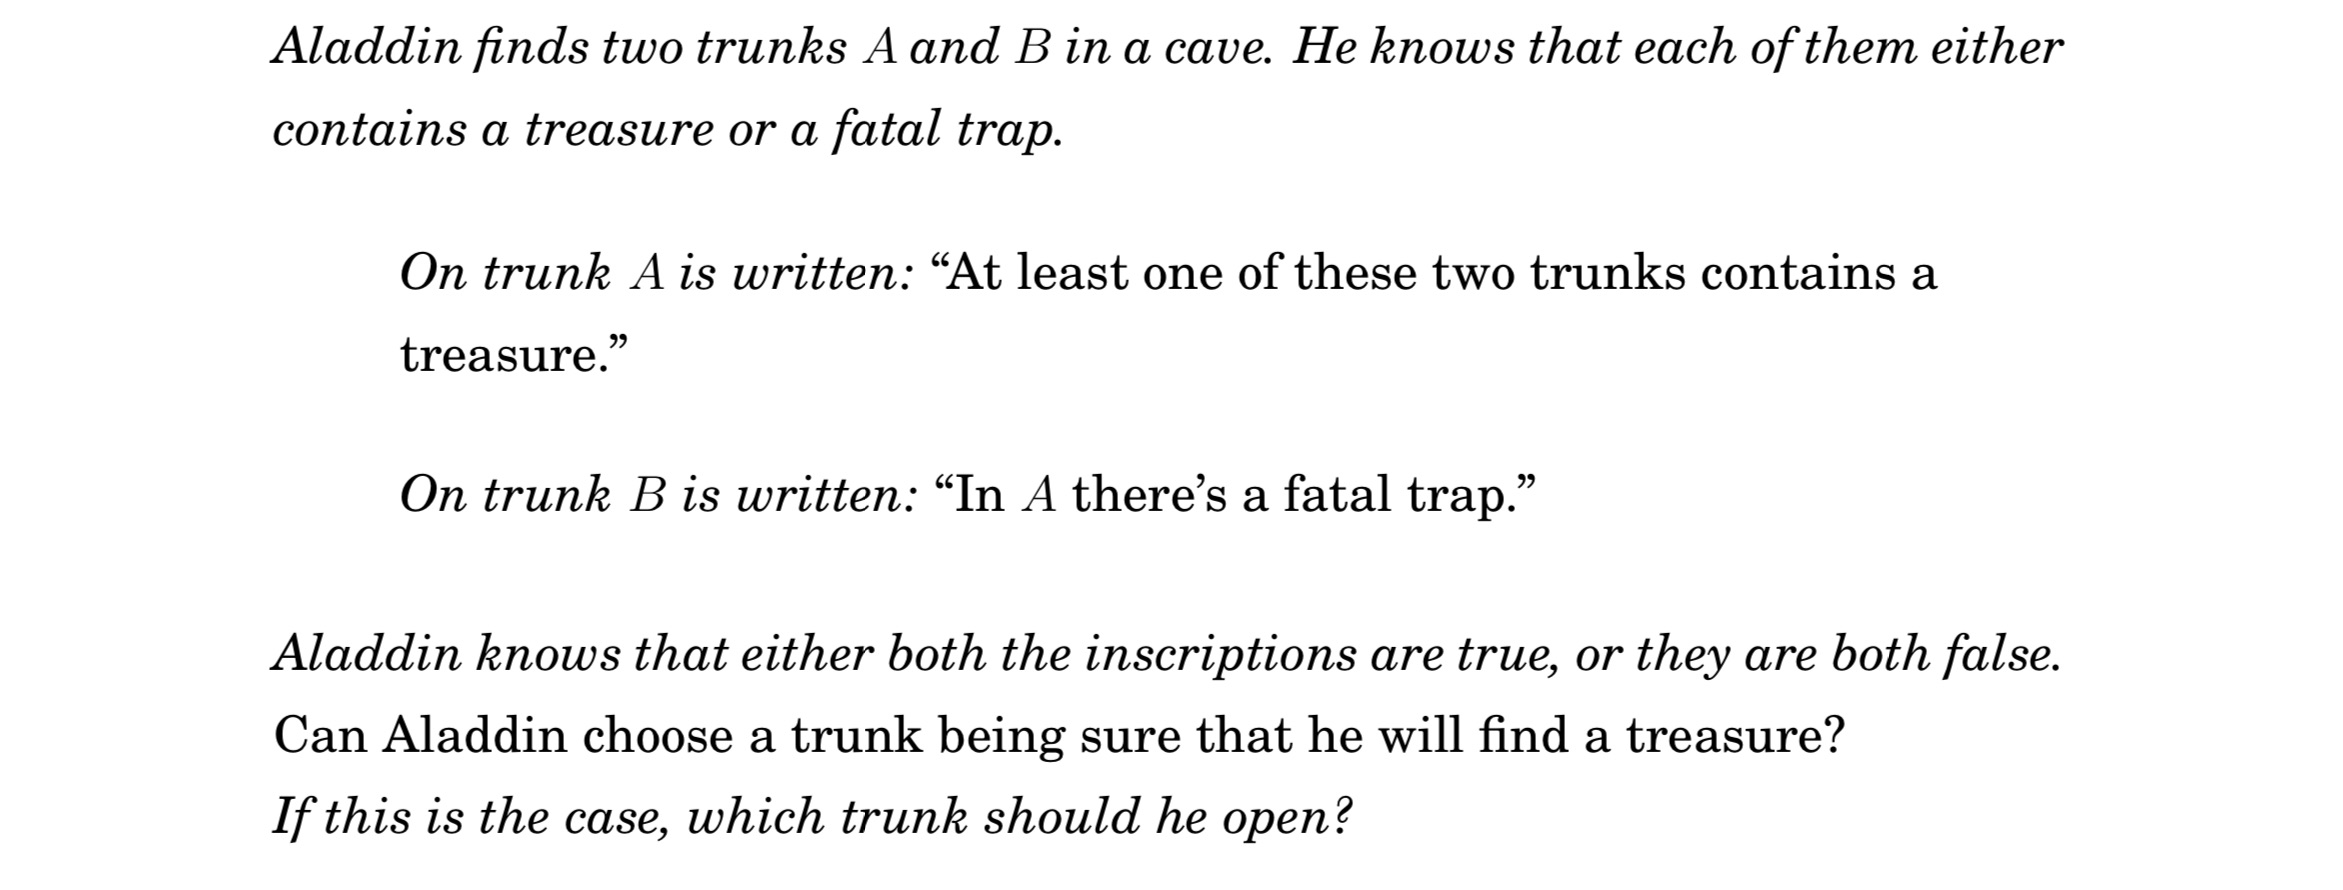 Aladdin finds two trunks A and B in a cave. He knows that each of them either
contains a treasure or a fatal trap.
On trunk A is written: “At least one of these two trunks contains a
treasure.”
On trunk B is written: “In A there’s a fatal trap.”
Aladdin knows that either both the inscriptions are true, or they are both false.
Can Aladdin choose a trunk being sure that he will find a treasure?
If this is the case, which trunk should he open?